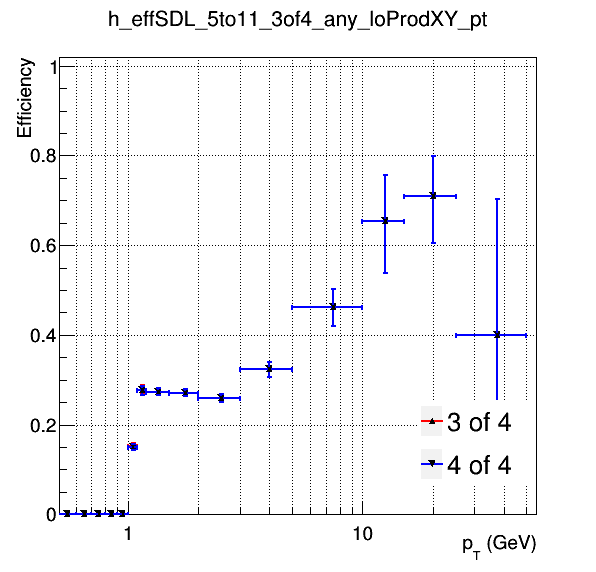 h_effSDL_5to11_3of4_any_loProdXY_pt
Efficiency
1
0.8
0.6
0.4
0.2
0
3 of 4
4 of 4
1
10
pT (GeV)